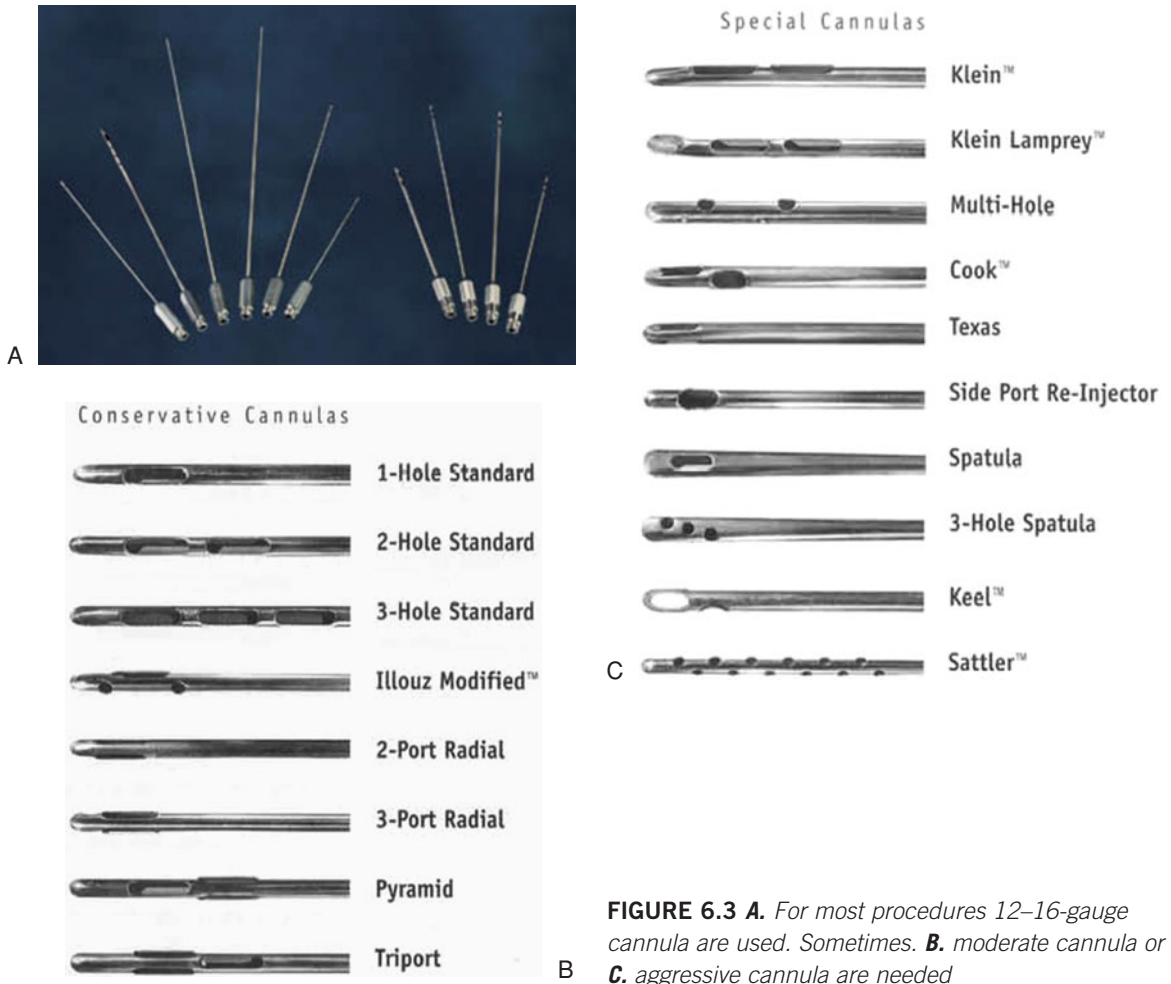 A
Conservative Cannulas
1-Hole Standard
2-Hole Standard
3-Hole Standard
Illouz Modified™
2-Port Radial
3-Port Radial
Pyramid
Triport
B
Special Cannulas
Klein™
Klein Lamprey™
Multi-Hole
Cook™
Texas
Side Port Re-Injector
Spatula
3-Hole Spatula
Keel™
Sattler™
C
FIGURE 6.3 A. For most procedures 12–16-gauge
cannula are used. Sometimes. B. moderate cannula or
C. aggressive cannula are needed